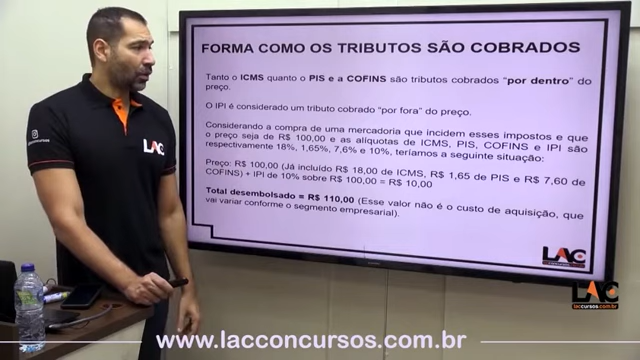 FORMA COMO OS TRIBUTOS SÃO COBRADOS
Tanto o ICMS quanto o PIS e a COFINS são tributos cobrados “por dentro” do
preço.
O IPI é considerado um tributo cobrado “por fora” do preço.
Considerando a compra de uma mercadoria que incidem esses impostos e que
o preço seja de R$ 100,00 e as alíquotas de ICMS, PIS, COFINS e IPI são
respectivamente 18%, 1,65%, 7,6% e 10%, teríamos a seguinte situação:
Preço: R$ 100,00 (Já incluído R$ 18,00 de ICMS, R$ 1,65 de PIS e R$ 7,60 de
COFINS) + IPI de 10% sobre R$ 100,00 = R$ 10,00
Total desembolsado = R$ 110,00 (Esse valor não é o custo de aquisição, que
vai variar conforme o segmento empresarial).
LAC
LAC
LAC
laccursos.com.br
www.lacconcursos.com.br